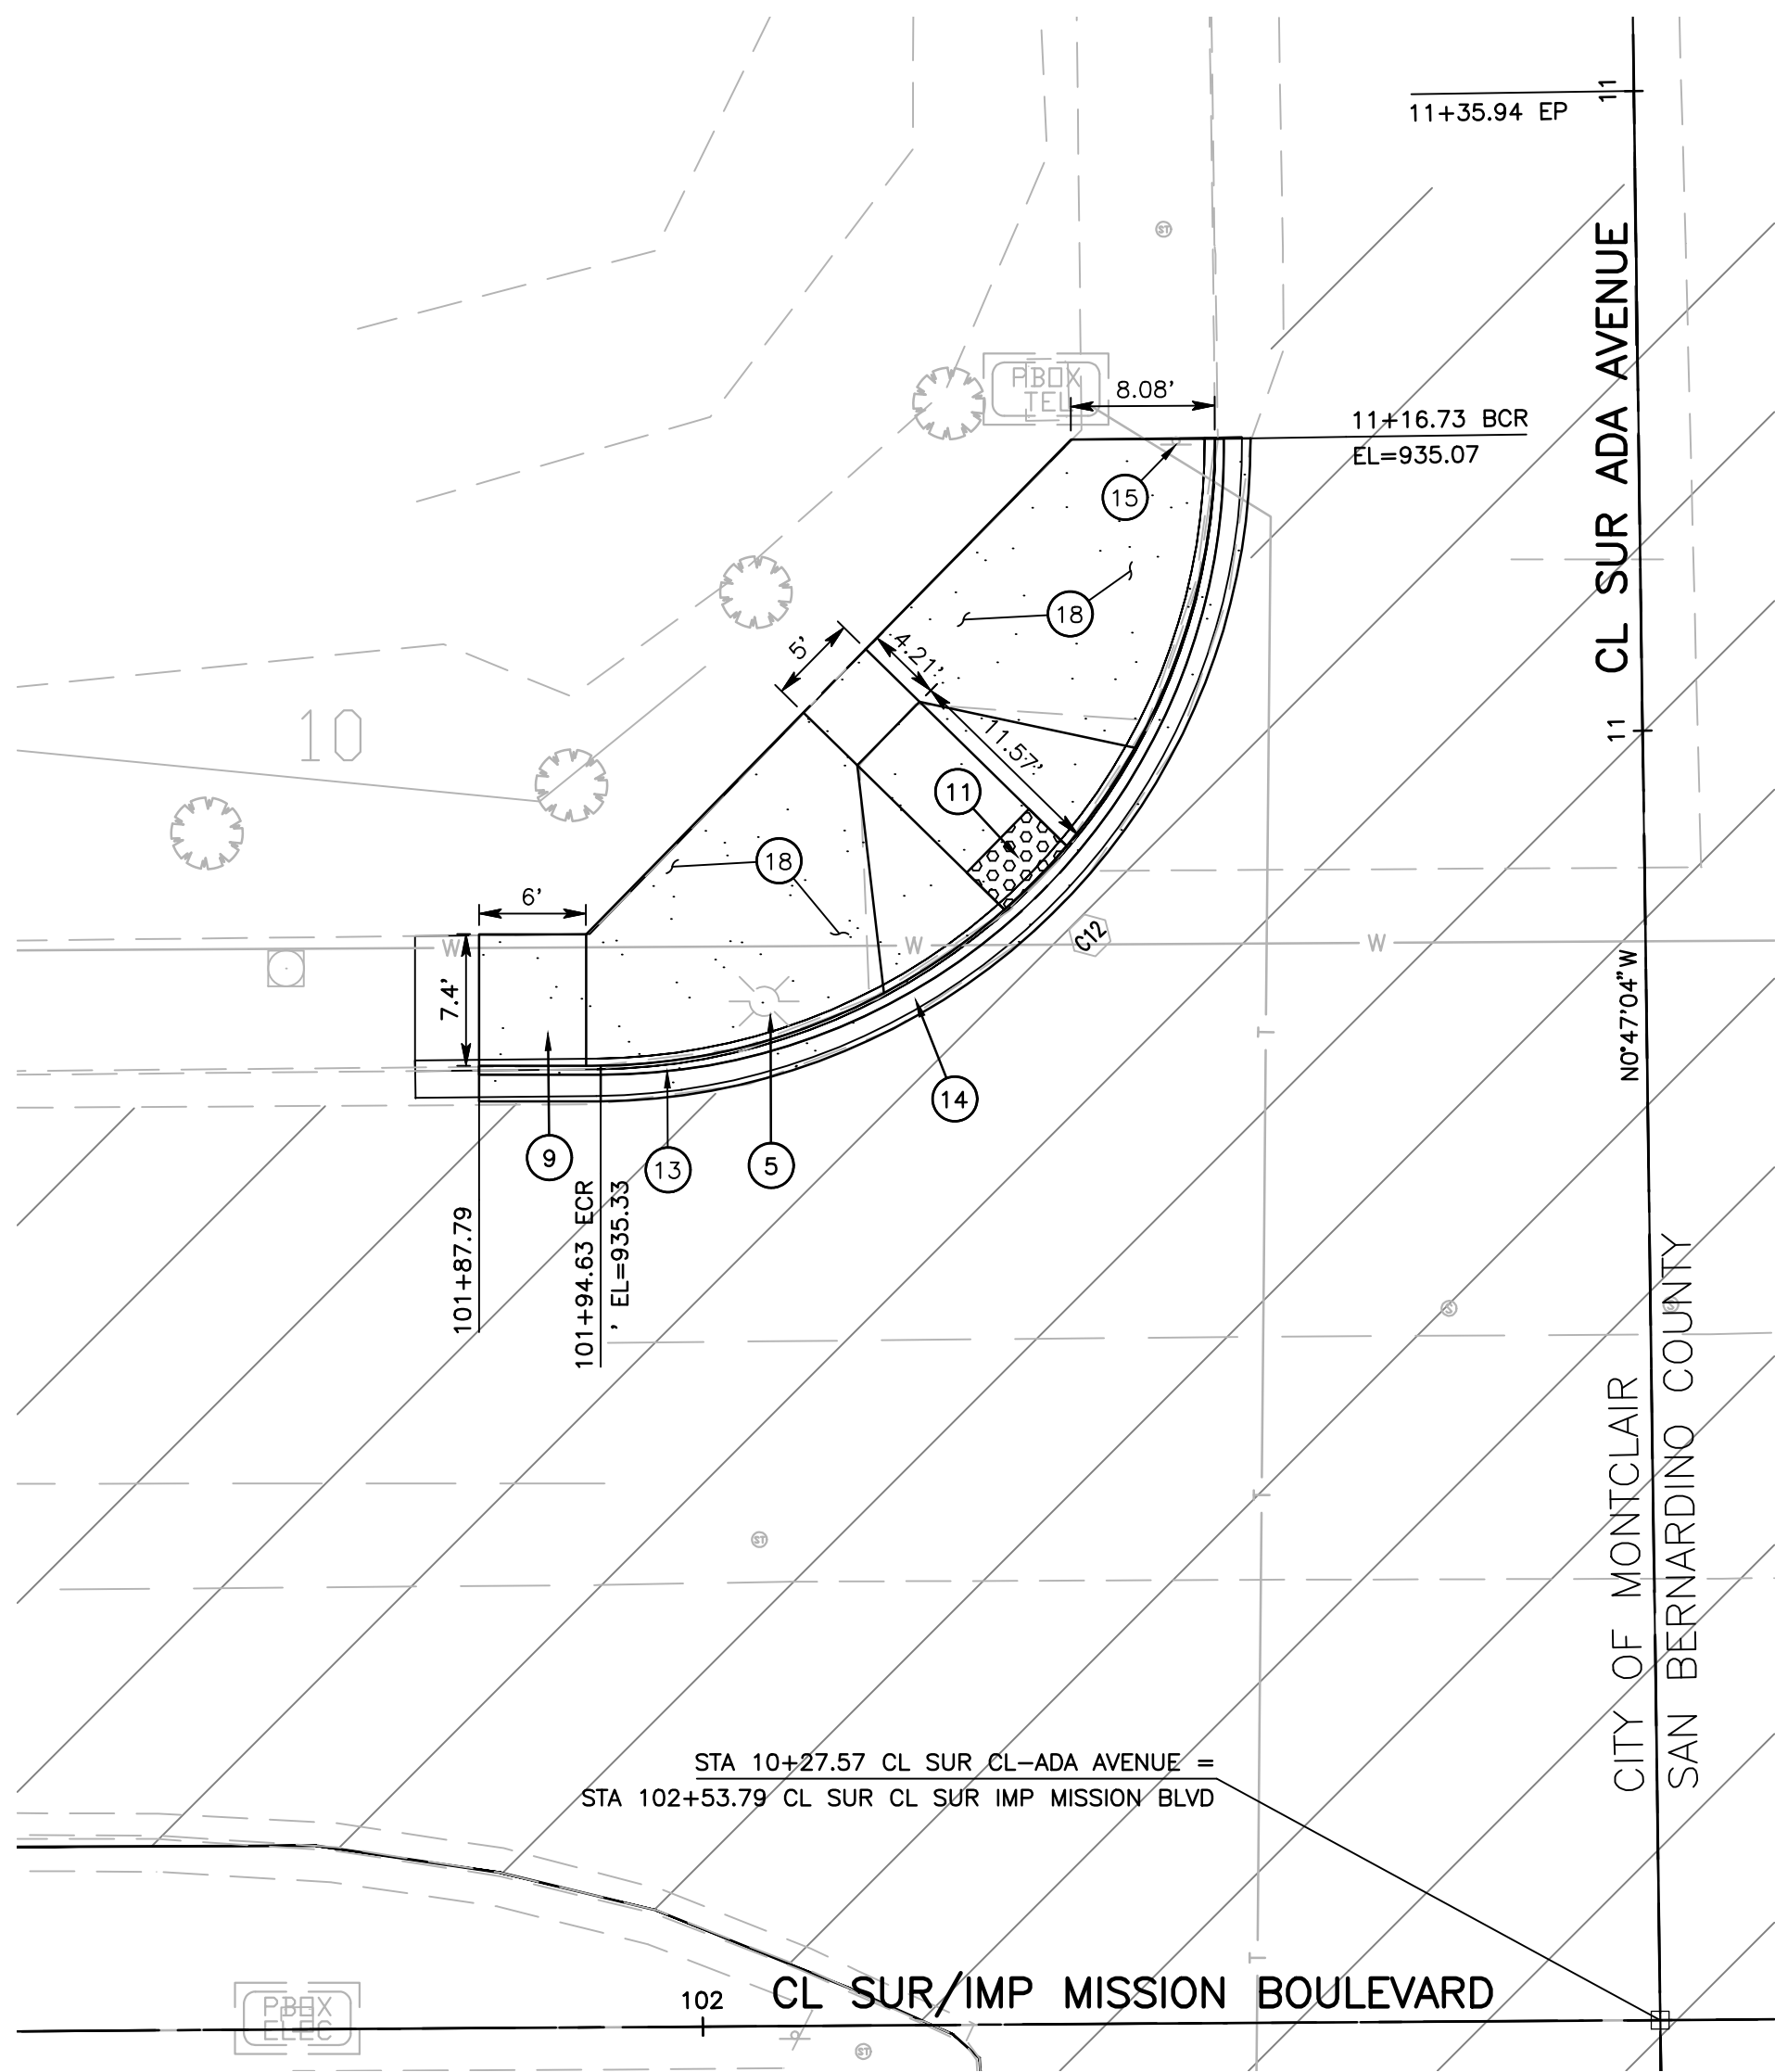 11
11+35.94 EP
CL SUR ADA AVENUE
ST
PBOX
TEL
8.08'
11+16.73 BCR
EL=935.07
15
18
5'
4.21'
11.57'
11
10
11
18
6'
W
W
W
C12
7.4'
N0°47'04"W
T
14
9
13
5
101+87.79
101+94.63 ECR
' EL=935.33
S
S
CITY OF MONTCLAIR
SAN BERNARDINO COUNTY
T
ST
STA 10+27.57 CL SUR CL-ADA AVENUE =
STA 102+53.79 CL SUR CL SUR IMP MISSION BLVD
T
102
CL SUR/IMP MISSION BOULEVARD
PBOX
ELEC
ST